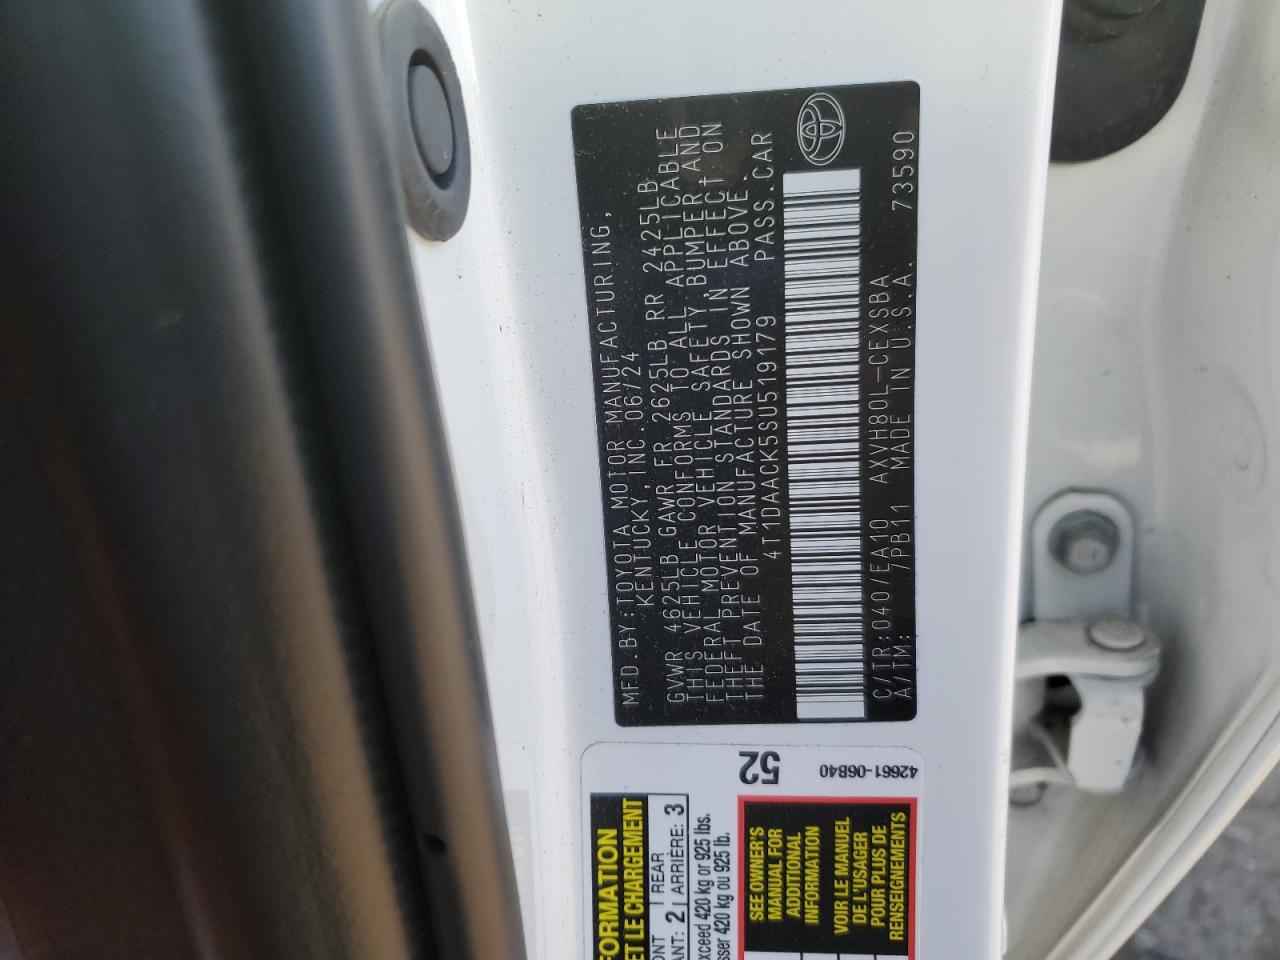 MFD.BY:TOYOTA MOTOR MANUFACTURING,
KENTUCKY, INC. 06/24
GVWR 4625LB GAWR FR 2625LB RR 2425LB
THIS VEHICLE CONFORMS TO ALL APPLICABLE
FEDERAL MOTOR VEHICLE SAFETY,BUMPER AND
THEFT PREVENTION STANDARDS IN EFFECT ON
THE DATE OF MANUFACTURE SHOWN ABOVE.
4T1DAACK5SU519179 PASS.CAR
C/TR:040/EA10 AXVH80L-CEXSBA
A/TM: /PB11 MADE IN U.S.A. 73590
52
42661-06B40
FORMATION
ET LE CHARGEMENT
ONT 2 REAR 3
ANT: ARRIÈRE:
exceed 420 kg or 925 lbs.
sser 420 kg ou 925 lb.
SEE OWNER'S
MANUAL FOR
ADDITIONAL
INFORMATION
VOIR LE MANUEL
DE L'USAGER
POUR PLUS DE
RENSEIGNEMENTS